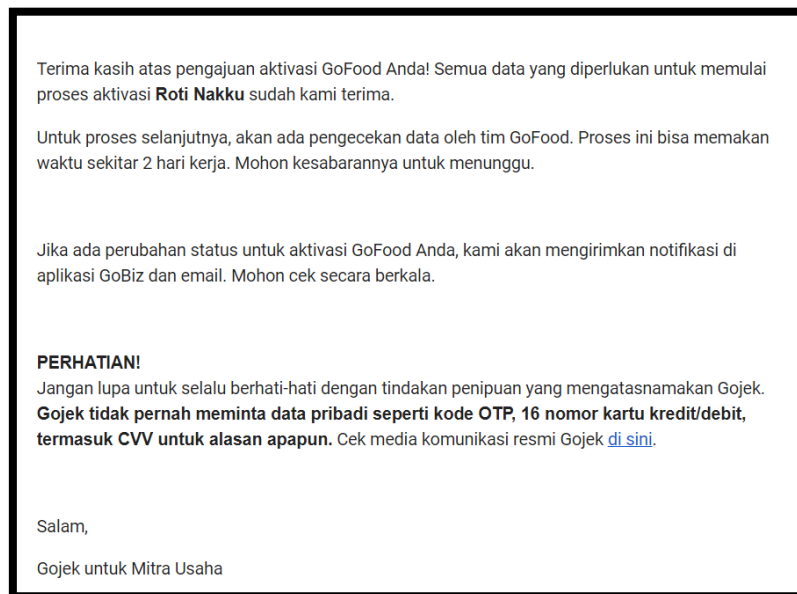 Terima kasih atas pengajuan aktivasi GoFood Anda! Semua data yang diperlukan untuk memulai
proses aktivasi Roti Nakku sudah kami terima.
Untuk proses selanjutnya, akan ada pengecekan data oleh tim GoFood. Proses ini bisa memakan
waktu sekitar 2 hari kerja. Mohon kesabarannya untuk menunggu.
Jika ada perubahan status untuk aktivasi GoFood Anda, kami akan mengirimkan notifikasi di
aplikasi GoBiz dan email. Mohon cek secara berkala.
PERHATIAN!
Jangan lupa untuk selalu berhati-hati dengan tindakan penipuan yang mengatasnamakan Gojek.
Gojek tidak pernah meminta data pribadi seperti kode OTP, 16 nomor kartu kredit/debit,
termasuk CVV untuk alasan apapun. Cek media komunikasi resmi Gojek di sini.
Salam,
Gojek untuk Mitra Usaha